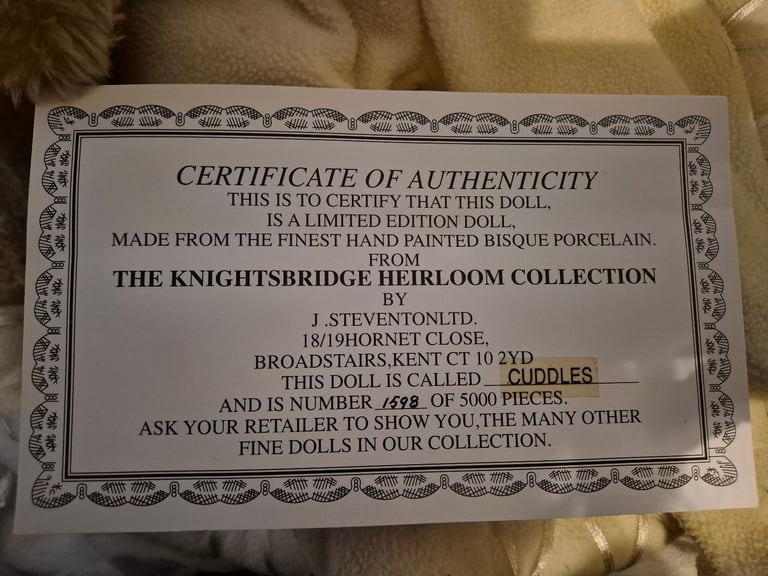 CERTIFICATE OF AUTHENTICITY
THIS IS TO CERTIFY THAT THIS DOLL,
IS A LIMITED EDITION DOLL,
MADE FROM THE FINEST HAND PAINTED BISQUE PORCELAIN.
FROM
THE KNIGHTSBRIDGE HEIRLOOM COLLECTION
BY
J .STEVENTONLTD.
18/19HORNET CLOSE,
BROADSTAIRS,KENT CT 10 2YD
THIS DOLL IS CALLED CUDDLES
AND IS NUMBER 1598 OF 5000 PIECES.
ASK YOUR RETAILER TO SHOW YOU,THE MANY OTHER
FINE DOLLS IN OUR COLLECTION.